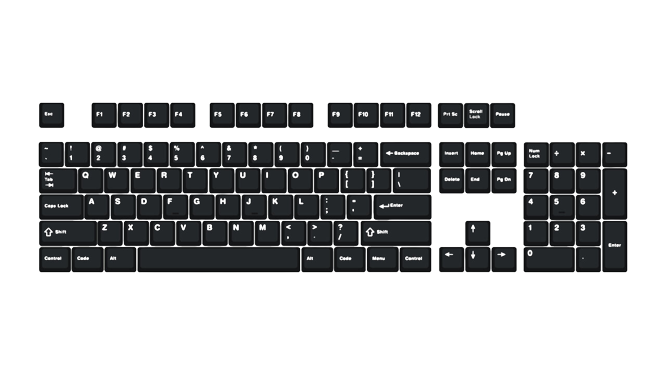 Esc F1 F2 F3 F4 F5 F6 F7 F8 F9 F10 F11 F12 Prt Sc Scroll Lock Pause
~ ! @ # $ % ^ & * ( ) — + Backspace Insert Home Pg Up Num Lock ÷ × −
2 3 4 5 6 7 8 9 0 - =
Tab Q W E R T Y U I O P { [ } ] | \ Delete End Pg Dn 7 8 9 +
Caps Lock A S D F G H J K L : ; " ' Enter 4 5 6
Shift Z X C V B N M < , > . ? / Shift ↑ 1 2 3 Enter
Control Code Alt Alt Code Menu Control ← ↓ → 0 .